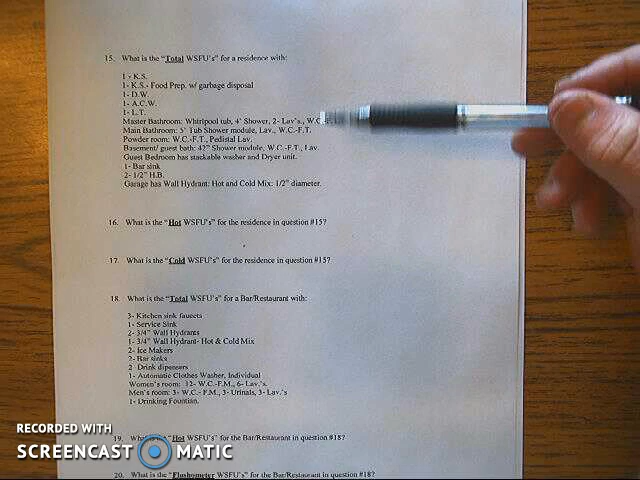 15. What is the "Total WSFU's" for a residence with:
1 - K.S.
1- K.S.- Food Prep. w/ garbage disposal
1- D.W.
1- A.C.W.
1- L.T.
Master Bathroom: Whirlpool tub, 4' Shower, 2- Lav's.,
Main Bathroom: 5' Tub Shower module, Lav., W.C.-F.T.
Powder room: W.C.-F.T., Pedistal Lav.
Basement/ guest bath: 42" Shower module, W.C.-F.T., Lav.
Guest Bedroom has stackable washer and Dryer unit.
1- Bar sink
2- 1/2" H.B.
Garage has Wall Hydrant: Hot and Cold Mix: 1/2" diameter.
16. What is the "Hot WSFU's" for the residence in question #15?
17. What is the "Cold WSFU's" for the residence in question #15?
18. What is the "Total WSFU's" for a Bar/Restaurant with:
3- Kitchen sink faucets
1- Service Sink
2- 3/4" Wall Hydrants
1- 3/4" Wall Hydrant- Hot & Cold Mix
2- Ice Makers
2- Bar sinks
2- Drink dipensers
1- Automatic Clothes Washer, Individual
Women's room: 12- W.C.-F.M., 6- Lav.'s.
Men's room: 3- W.C.- F.M., 3- Urinals, 3- Lav.'s
1- Drinking Fountian.
RECORDED WITH
19. What is the "Hot WSFU's" for the Bar/Restaurant in question #18?
SCREENCAST MATIC
20. What is the "Flushometer WSFU's" for the Bar/Restaurant in question #18?